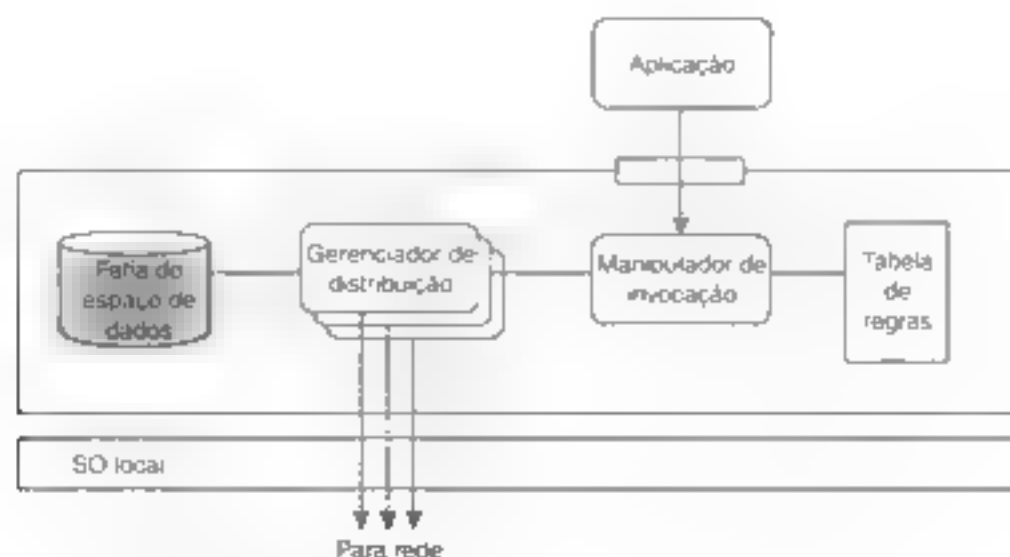 Aplicação
Fatia do
espaço de
dados
Gerenciador de
distribuição
Manipulador de
invocação
Tabela
de
regras
SO local
Para rede